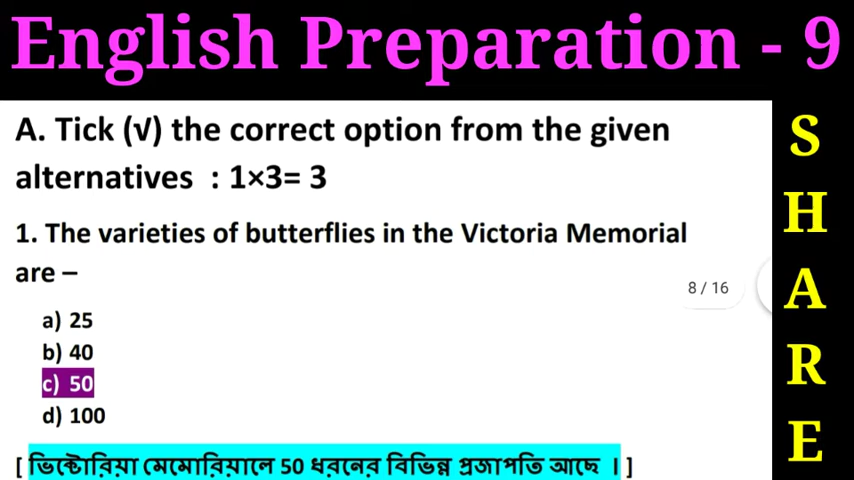 English Preparation - 9
A. Tick (√) the correct option from the given
alternatives : 1×3= 3
1. The varieties of butterflies in the Victoria Memorial
are –
8 / 16
a) 25
b) 40
c) 50
d) 100
[ ভিক্টোরিয়া মেমোরিয়ালে 50 ধরনের বিভিন্ন প্রজাপতি আছে । ]
SHARE